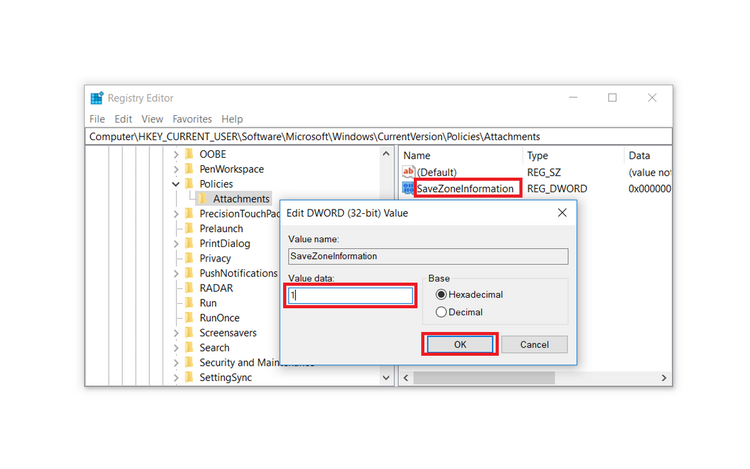 Registry Editor
File Edit View Favorites Help
Computer\HKEY_CURRENT_USER\Software\Microsoft\Windows\CurrentVersion\Policies\Attachments
OOBE
PenWorkspace
Policies
Attachments
PrecisionTouchPad
Prelaunch
PrintDialog
Privacy
PushNotifications
RADAR
Run
RunOnce
Screensavers
Search
Security and Maintenance
SettingSync
Name Type Data
ab (Default) REG_SZ (value not
SaveZoneInformation REG_DWORD 0x000000
Edit DWORD (32-bit) Value
Value name:
SaveZoneInformation
Value data:
1
Base
Hexadecimal
Decimal
OK Cancel